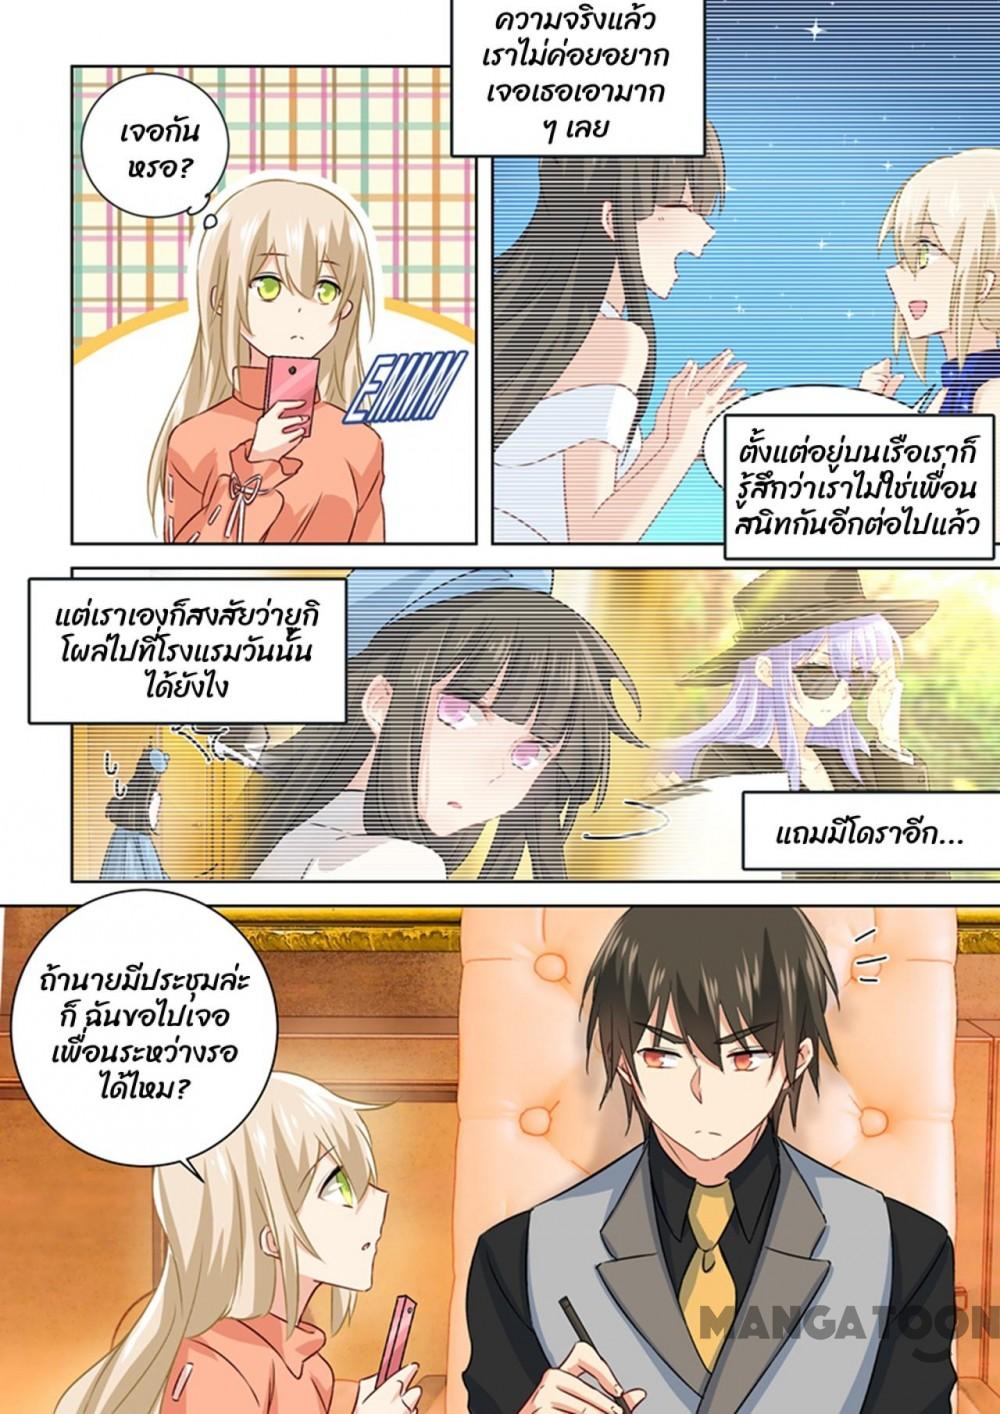 เจอกัน
หรอ?
EMMM
ความจริงแล้ว
เราไม่ค่อยอยาก
เจอเธอเอามาก
ๆ เลย
ตั้งแต่อยู่บนเรือเราก็
รู้สึกว่าเราไม่ใช่เพื่อน
สนิทกันอีกต่อไปแล้ว
แต่เราเองก็สงสัยว่ายูกิ
โผล่ไปที่โรงแรมวันนั้น
ได้ยังไง
แถมมีโดราอีก...
ถ้านายมีประชุมล่ะ
ก็ ฉันขอไปเจอ
เพื่อนระหว่างรอ
ได้ไหม?
MANGATOON